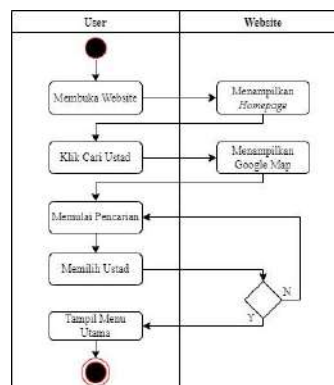 User
Website
Membuka Website
Menampilkan
Homepage
Klik Cari Ustad
Menampilkan
Google Map
Memulai Pencarian
Memilih Ustad
N
Y
Tampil Menu
Utama